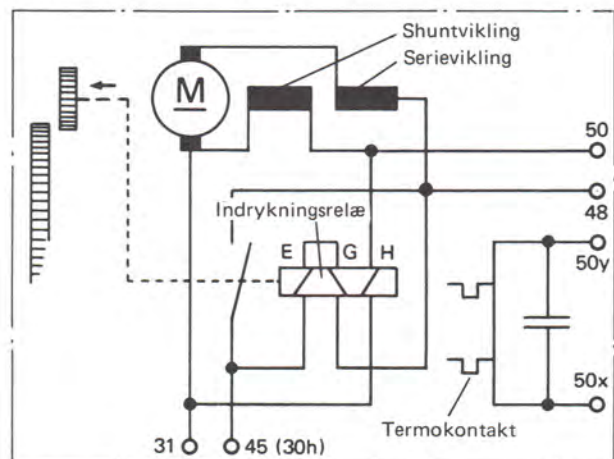 Shuntvikling
Serievikling
M
50
48
Indrykningsrelæ
E G H
50y
50x
Termokontakt
31 45 (30h)